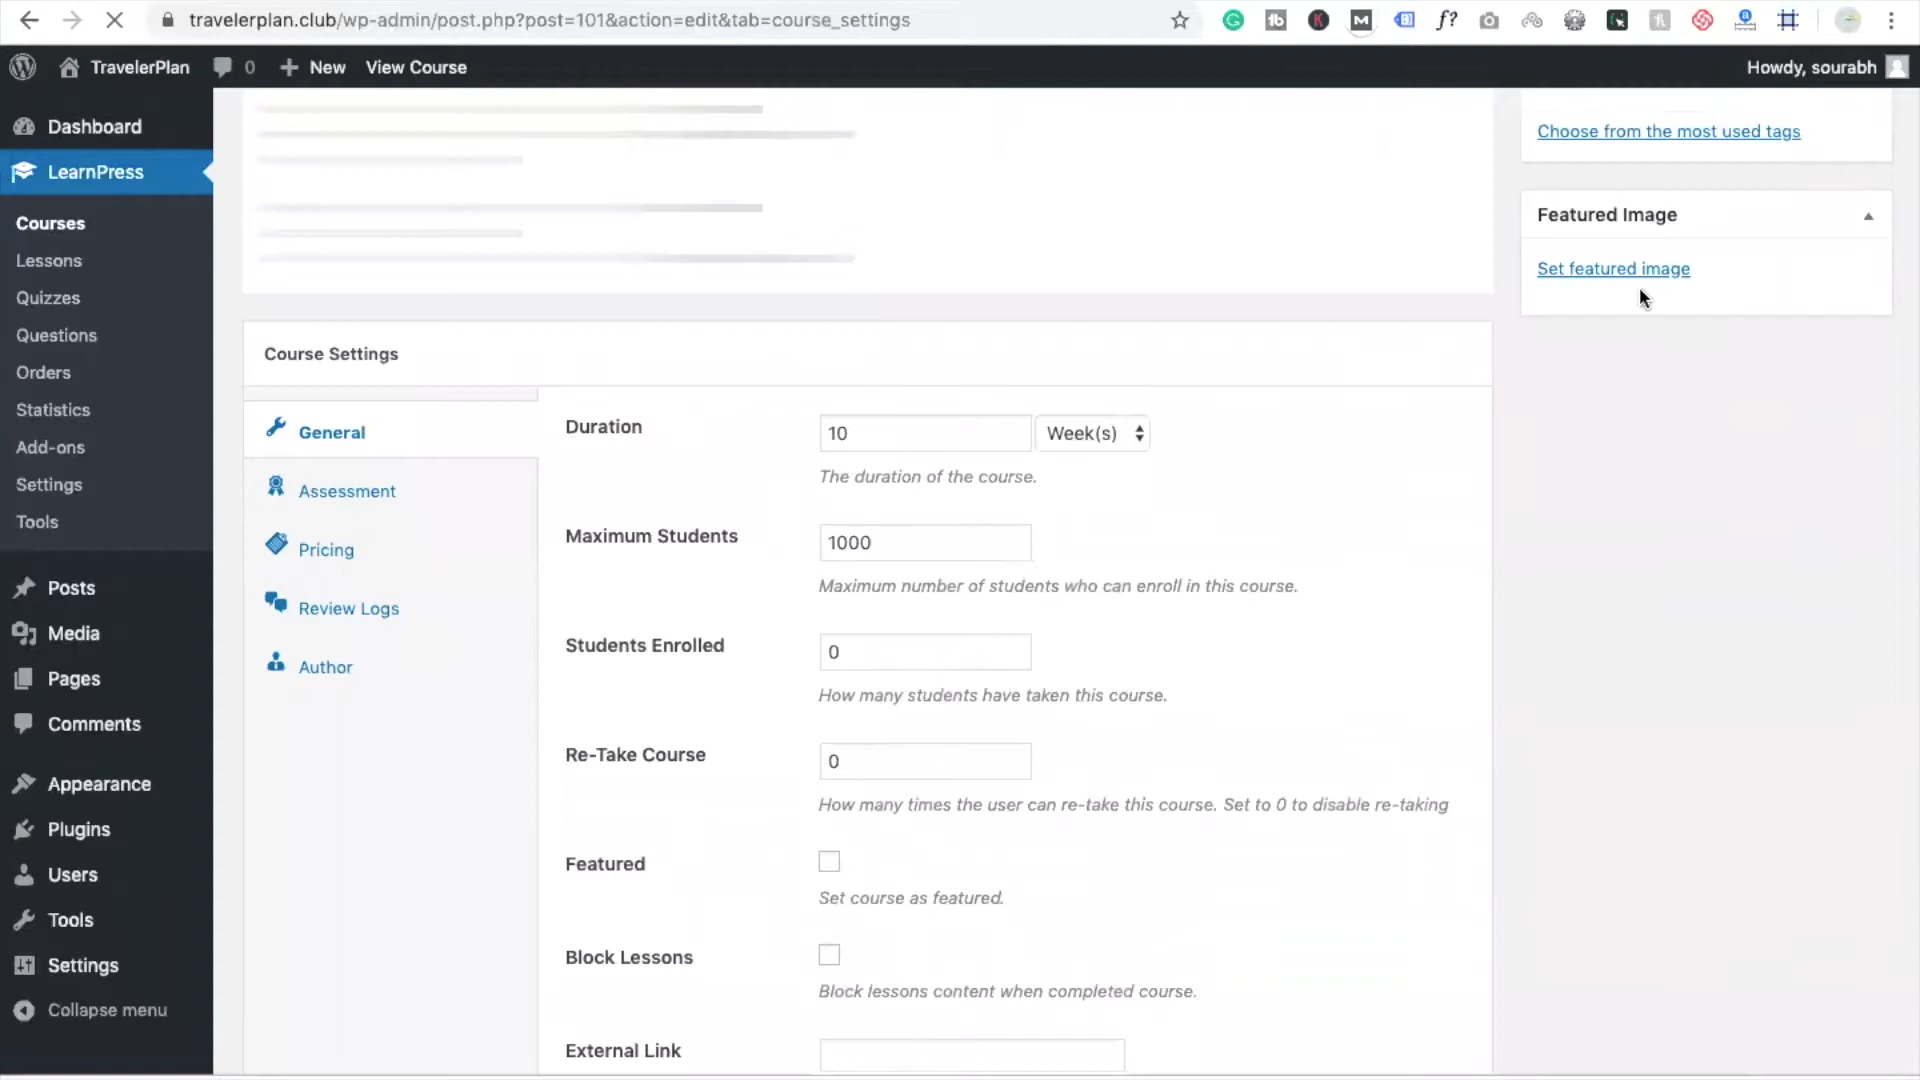 travelerplan.club/wp-admin/post.php?post=101&action=edit&tab=course_settings
TravelerPlan
0
New
View Course
Howdy, sourabh
Dashboard
LearnPress
Courses
Lessons
Quizzes
Questions
Orders
Statistics
Add-ons
Settings
Tools
Posts
Media
Pages
Comments
Appearance
Plugins
Users
Tools
Settings
Collapse menu
Choose from the most used tags
Featured Image
Set featured image
Course Settings
General
Assessment
Pricing
Review Logs
Author
Duration
10
Week(s)
The duration of the course.
Maximum Students
1000
Maximum number of students who can enroll in this course.
Students Enrolled
0
How many students have taken this course.
Re-Take Course
0
How many times the user can re-take this course. Set to 0 to disable re-taking
Featured
Set course as featured.
Block Lessons
Block lessons content when completed course.
External Link